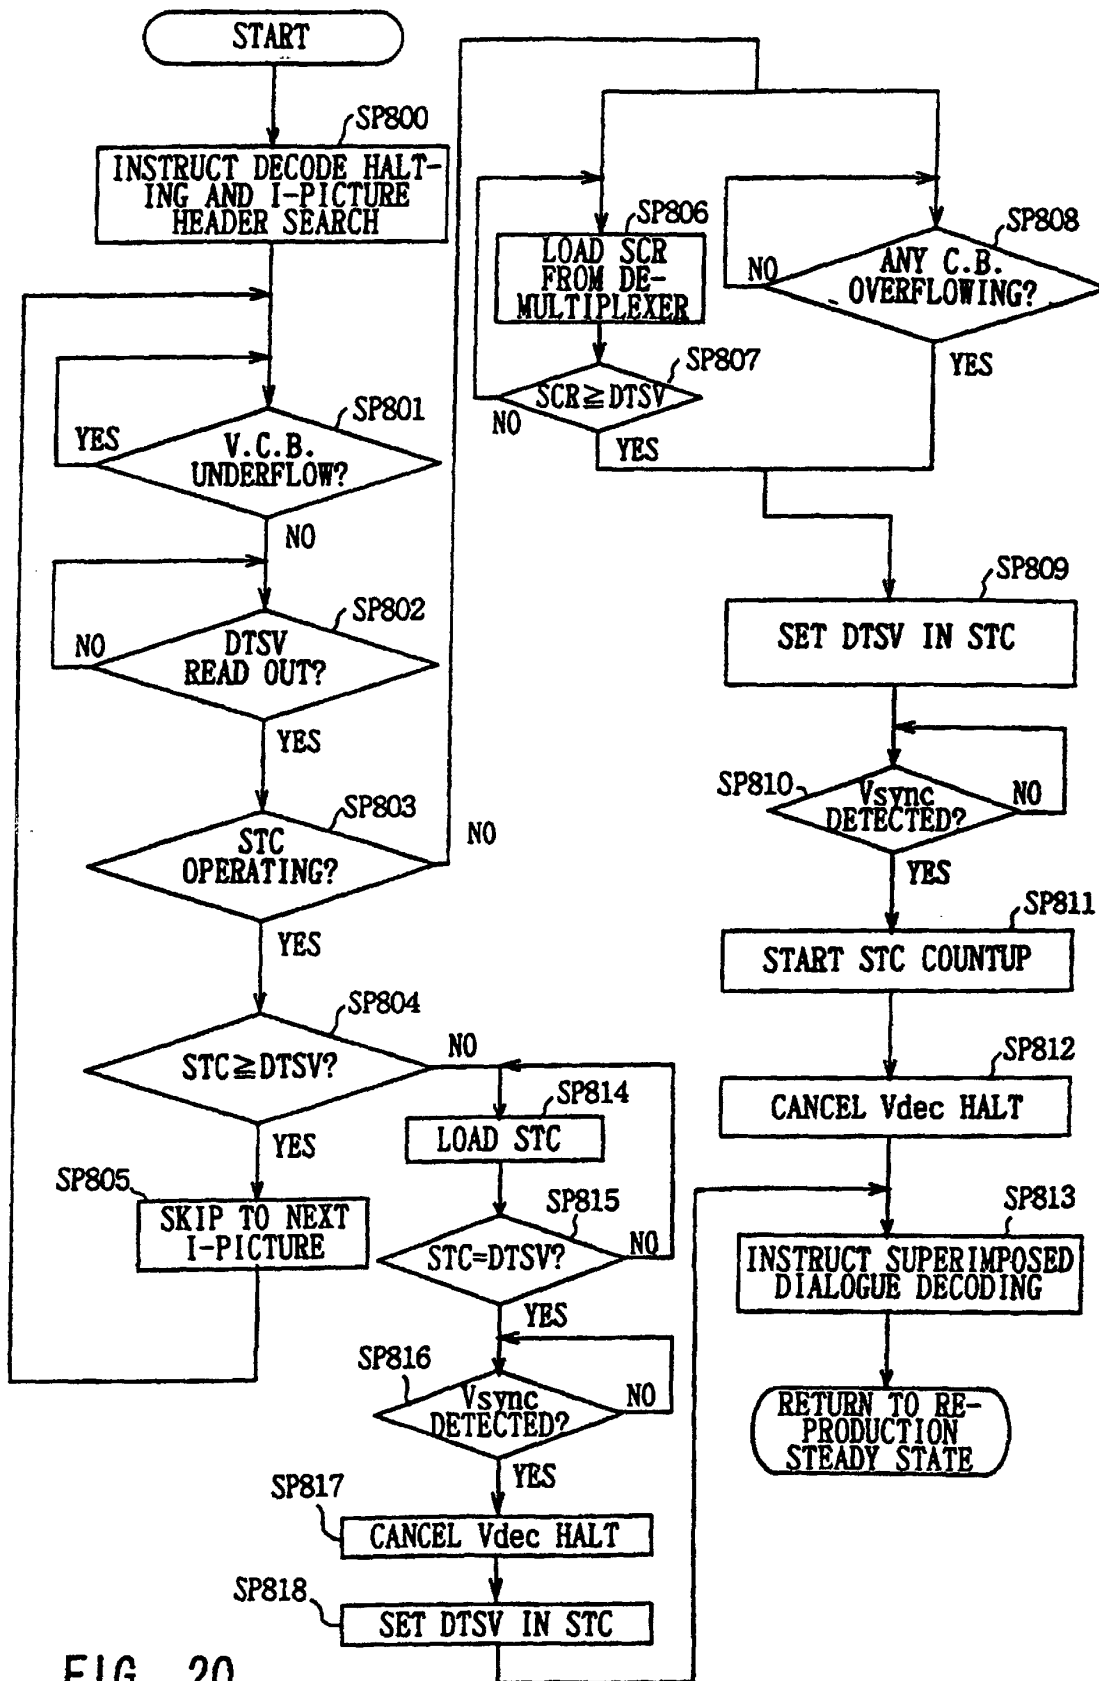 START
SP800
INSTRUCT DECODE HALT-
ING AND I-PICTURE
HEADER SEARCH
SP801
V.C.B.
UNDERFLOW?
YES
NO
SP802
DTSV
READ OUT?
NO
YES
SP803
STC
OPERATING?
NO
YES
SP804
STC≧DTSV?
NO
YES
SP805
SKIP TO NEXT
I-PICTURE
SP806
LOAD SCR
FROM DE-
MULTIPLEXER
SP807
SCR≧DTSV
NO
YES
SP808
ANY C.B.
OVERFLOWING?
NO
YES
SP809
SET DTSV IN STC
SP810
Vsync
DETECTED?
NO
YES
SP811
START STC COUNTUP
SP812
CANCEL Vdec HALT
SP813
INSTRUCT SUPERIMPOSED
DIALOGUE DECODING
RETURN TO RE-
PRODUCTION
STEADY STATE
SP814
LOAD STC
SP815
STC=DTSV?
NO
YES
SP816
Vsync
DETECTED?
NO
YES
SP817
CANCEL Vdec HALT
SP818
SET DTSV IN STC
FIG. 20